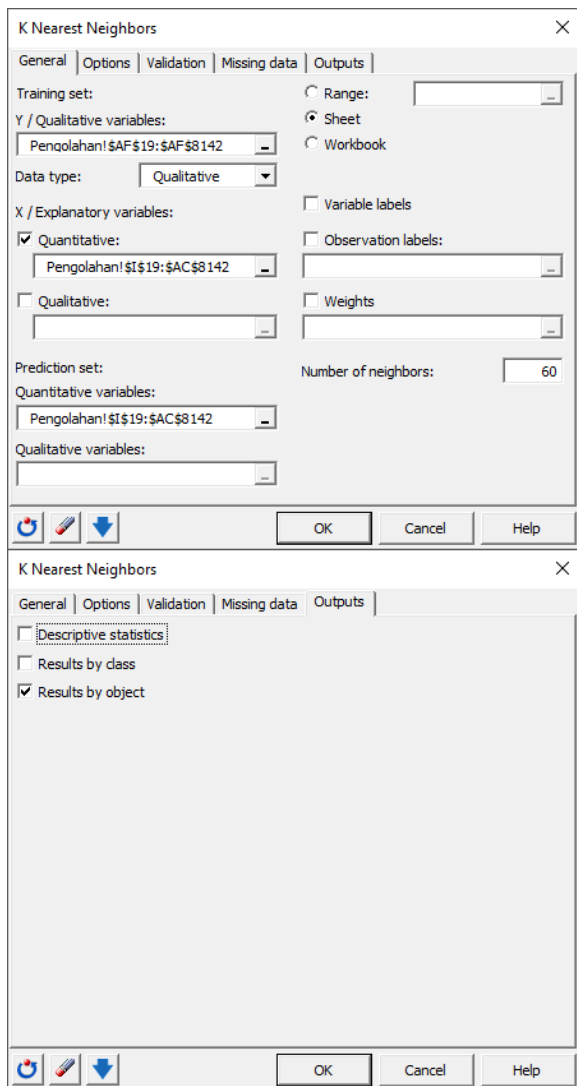 K Nearest Neighbors
General Options Validation Missing data Outputs
Training set:
Range:
Y / Qualitative variables:
Sheet
Pengolahan!$AF$19:$AF$8142
Workbook
Data type: Qualitative
Variable labels
X / Explanatory variables:
Quantitative:
Observation labels:
Pengolahan!$I$19:$AC$8142
Qualitative:
Weights
Prediction set:
Number of neighbors: 60
Quantitative variables:
Pengolahan!$I$19:$AC$8142
Qualitative variables:
OK Cancel Help
K Nearest Neighbors
General Options Validation Missing data Outputs
Descriptive statistics
Results by class
Results by object
OK Cancel Help